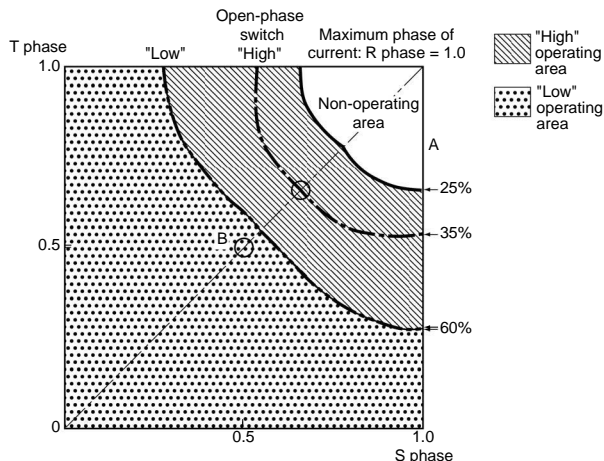 Open-phase
switch
T phase
"Low"
"High"
Maximum phase of
current: R phase = 1.0
"High"
operating
area
"Low"
operating
area
1.0
Non-operating
area
A
25%
35%
0.5
B
60%
0
0.5
1.0
S phase